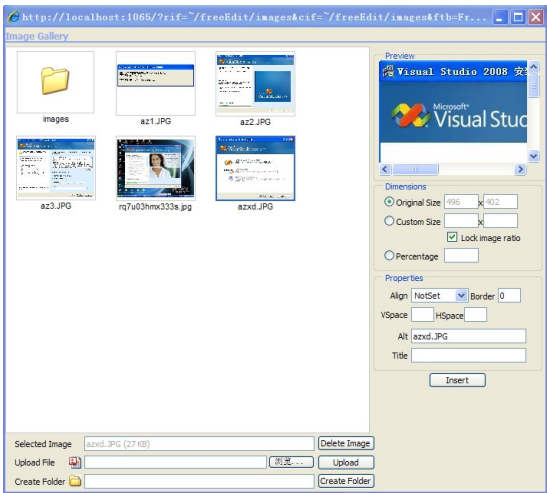 http://localhost:1065/?rif=~/freeEdit/images&cif=~/freeEdit/images&ftb=Fr...
Image Gallery
images
az1.JPG
az2.JPG
az3.JPG
rq7u03hmx333s.jpg
azxd.JPG
Preview
Visual Studio 2008 安
Microsoft
Visual Stud
Dimensions
Original Size 496 x 402
Custom Size x
Lock image ratio
Percentage
Properties
Align NotSet Border 0
VSpace HSpace
Alt azxd.JPG
Title
Insert
Selected Image azxd.JPG (27 KB) Delete Image
Upload File 浏览... Upload
Create Folder Create Folder